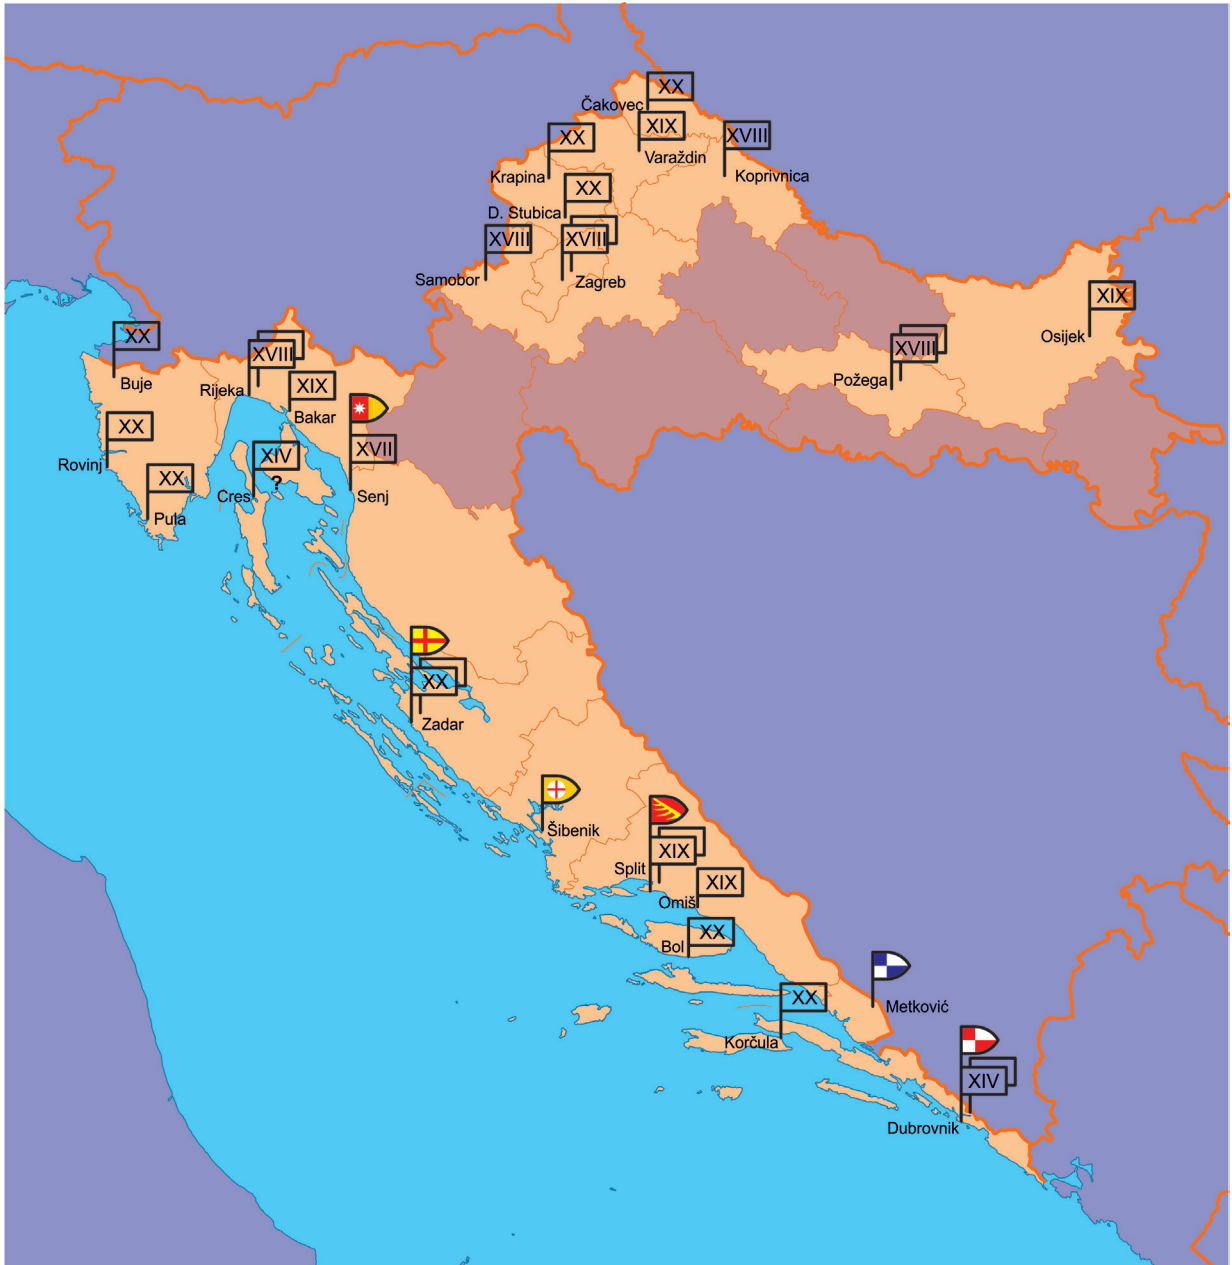 XX
Čakovec
XIX
Varaždin
XVIII
Koprivnica
XX
Krapina
XX
D. Stubica
XVIII
Samobor
XVIII
Zagreb
XIX
Osijek
XVIII
Požega
XX
Buje
XVIII
Rijeka
XIX
Bakar
XX
Rovinj
XVII
Senj
XIV
?
Cres
XX
Pula
XX
Zadar
Šibenik
XIX
Split
XIX
Omiš
XX
Bol
XX
Korčula
Metković
XIV
Dubrovnik